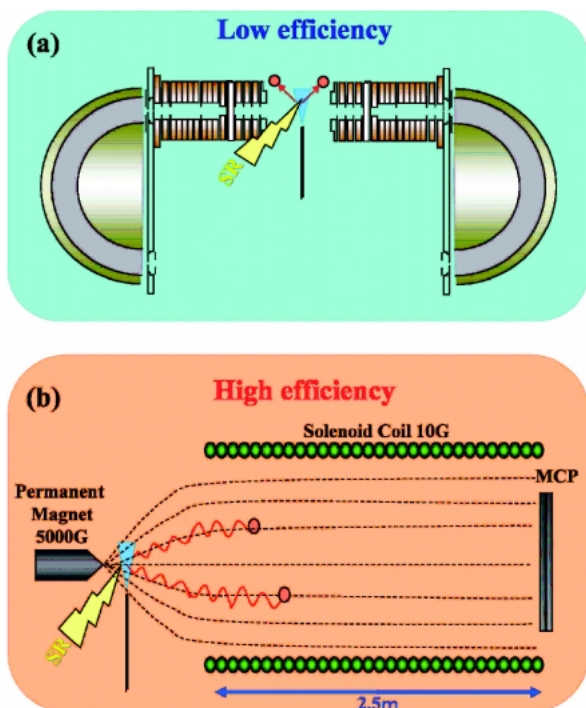 (a)
Low efficiency
SR
(b)
High efficiency
Solenoid Coil 10G
MCP
Permanent
Magnet
5000G
SR
2.5m